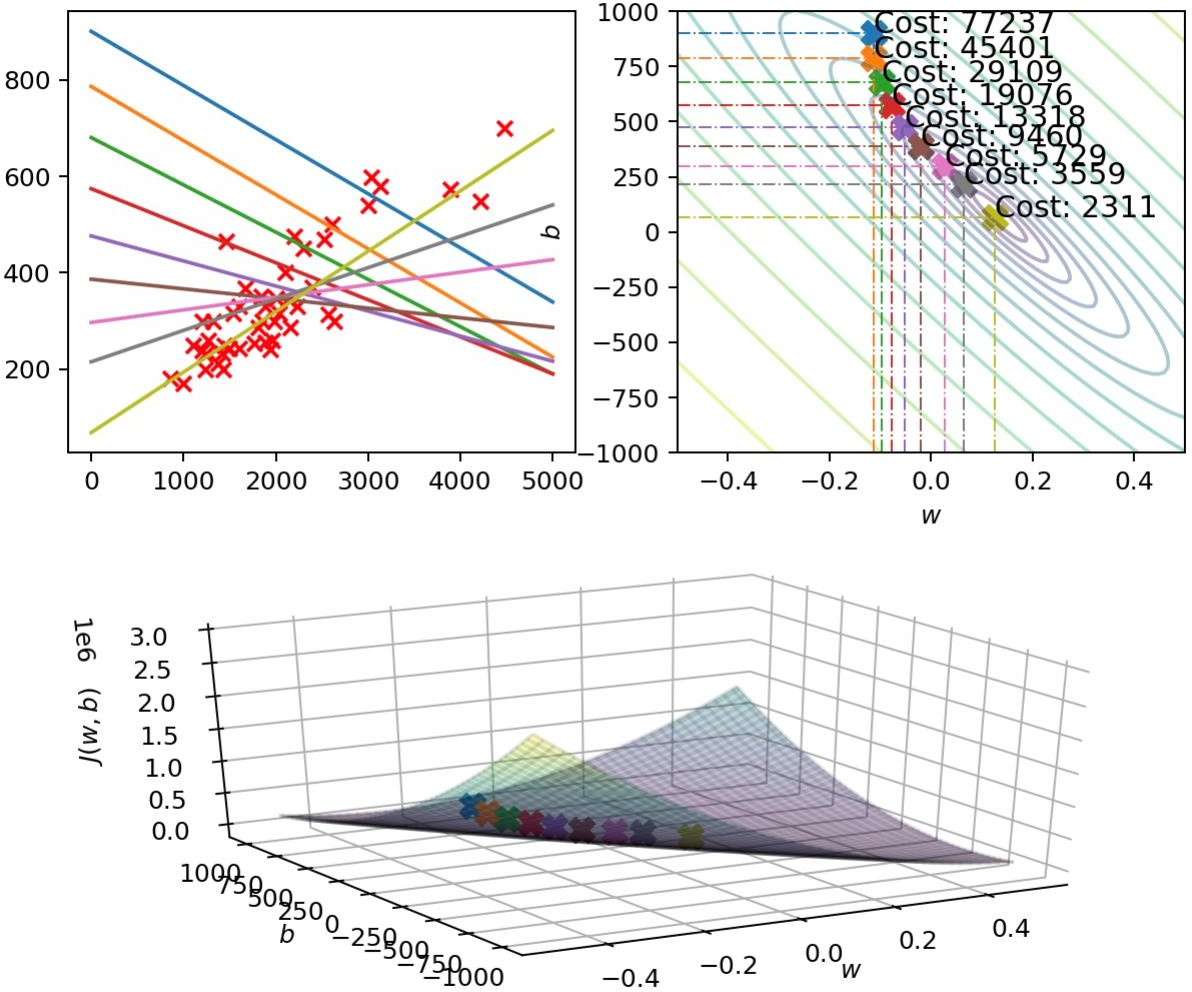 800
600
400
200
0 1000 2000 3000 4000 5000
b
1000
750
500
250
0
−250
−500
−750
−1000
Cost: 77237
Cost: 45401
Cost: 29109
Cost: 19076
Cost: 13318
Cost: 9460
Cost: 5729
Cost: 3559
Cost: 2311
−0.4 −0.2 0.0 0.2 0.4
w
1e6
J(w, b)
3.0
2.5
2.0
1.5
1.0
0.5
0.0
1000
750
500
250
0
−250
−500
−750
−1000
b
−0.4
−0.2
0.0
0.2
0.4
w